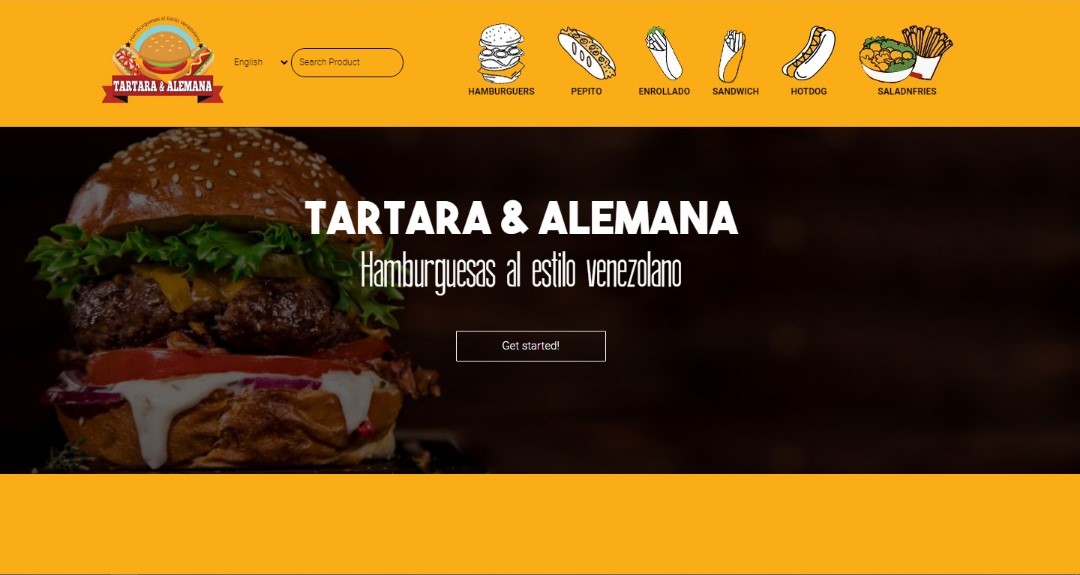 Hamburguesas al Estilo Venezolano
TARTARA & ALEMANA
English
Search Product
HAMBURGUERS
PEPITO
ENROLLADO
SANDWICH
HOTDOG
SALADNFRIES
TARTARA & ALEMANA
Hamburguesas al estilo venezolano
Get started!